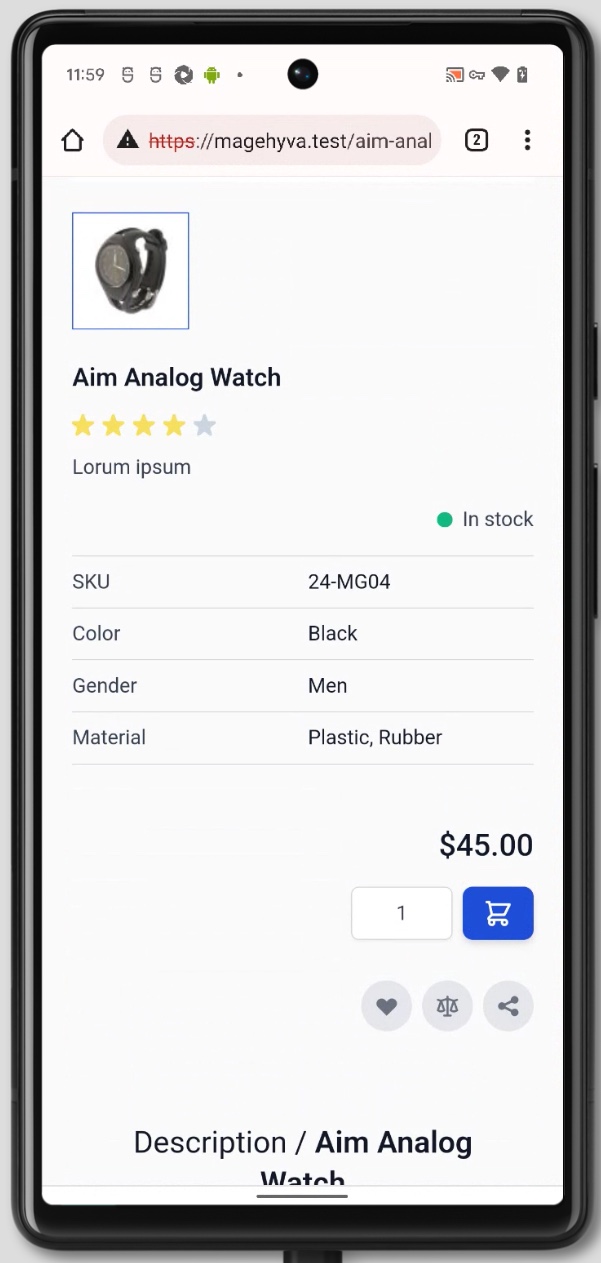 11:59
https://magehyva.test/aim-anal
2
Aim Analog Watch
Lorum ipsum
In stock
SKU 24-MG04
Color Black
Gender Men
Material Plastic, Rubber
$45.00
1
Description / Aim Analog
Watch